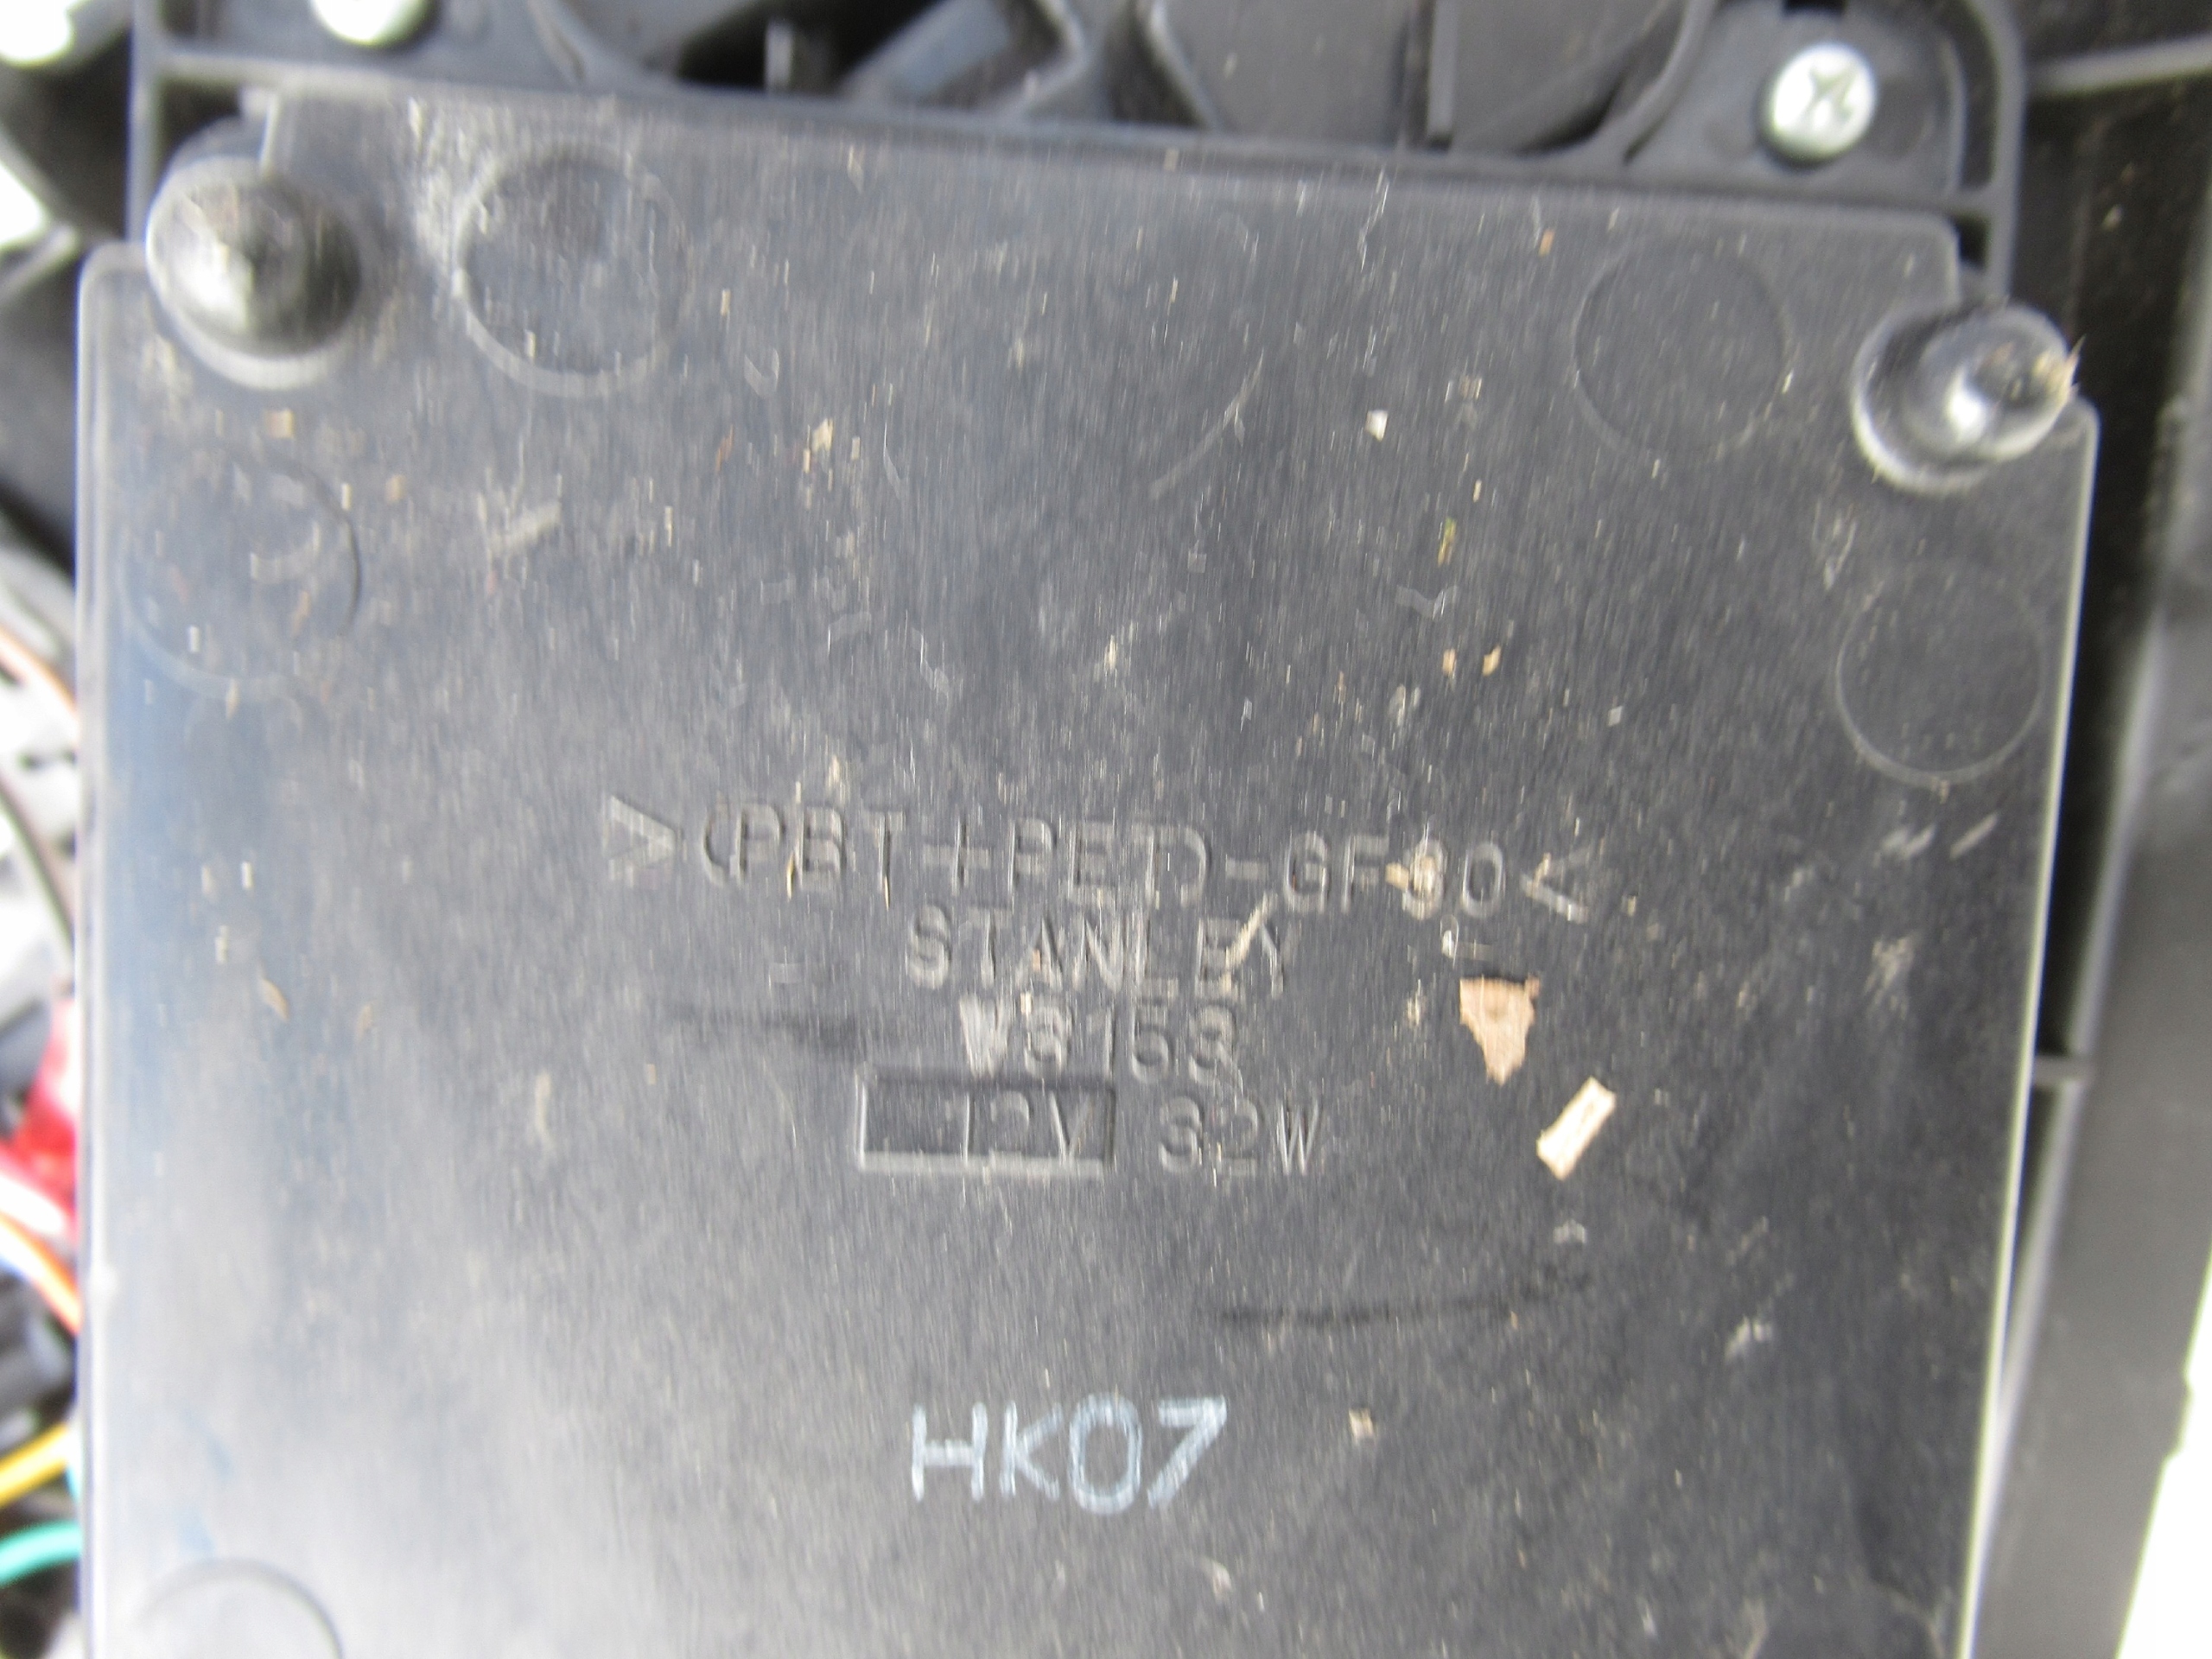 >(PBT+PET)-GF30<
STANLEY
W3153
12V 32W
HK07